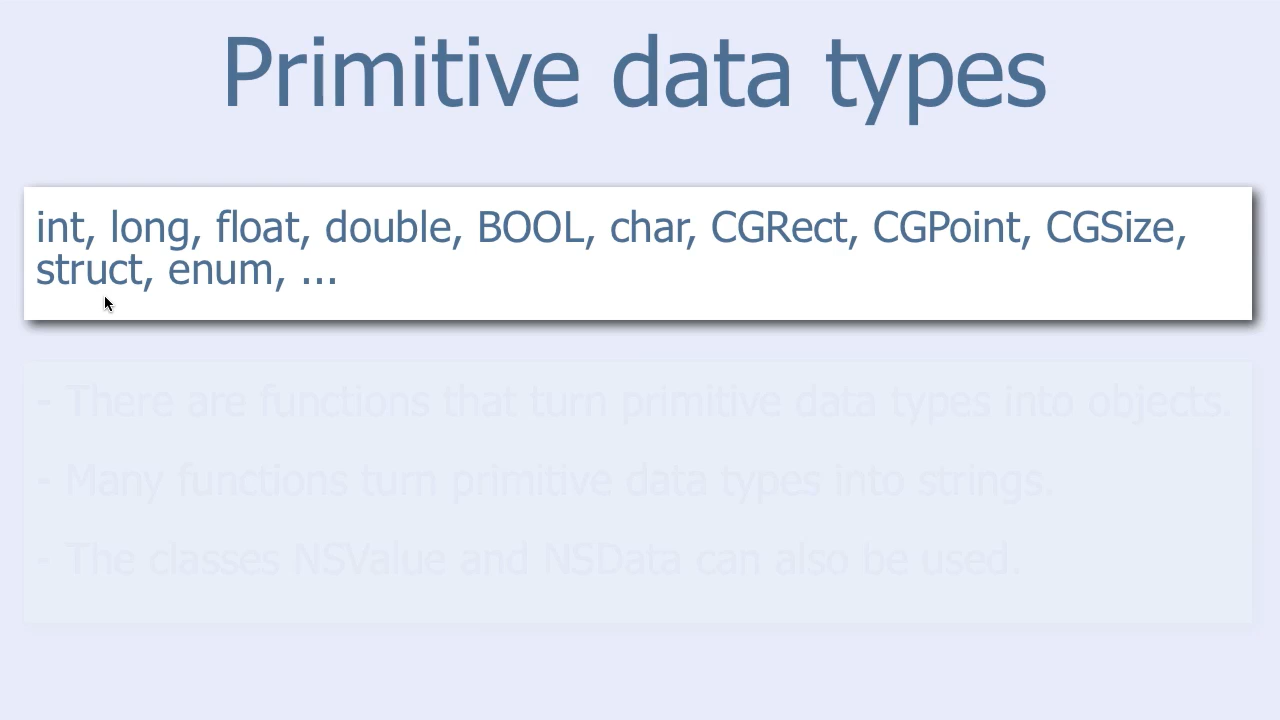 Primitive data types
int, long, float, double, BOOL, char, CGRect, CGPoint, CGSize,
struct, enum, ...
- There are functions that turn primitive data types into objects.
- Many functions turn primitive data types into strings.
- The classes NSValue and NSData can also be used.